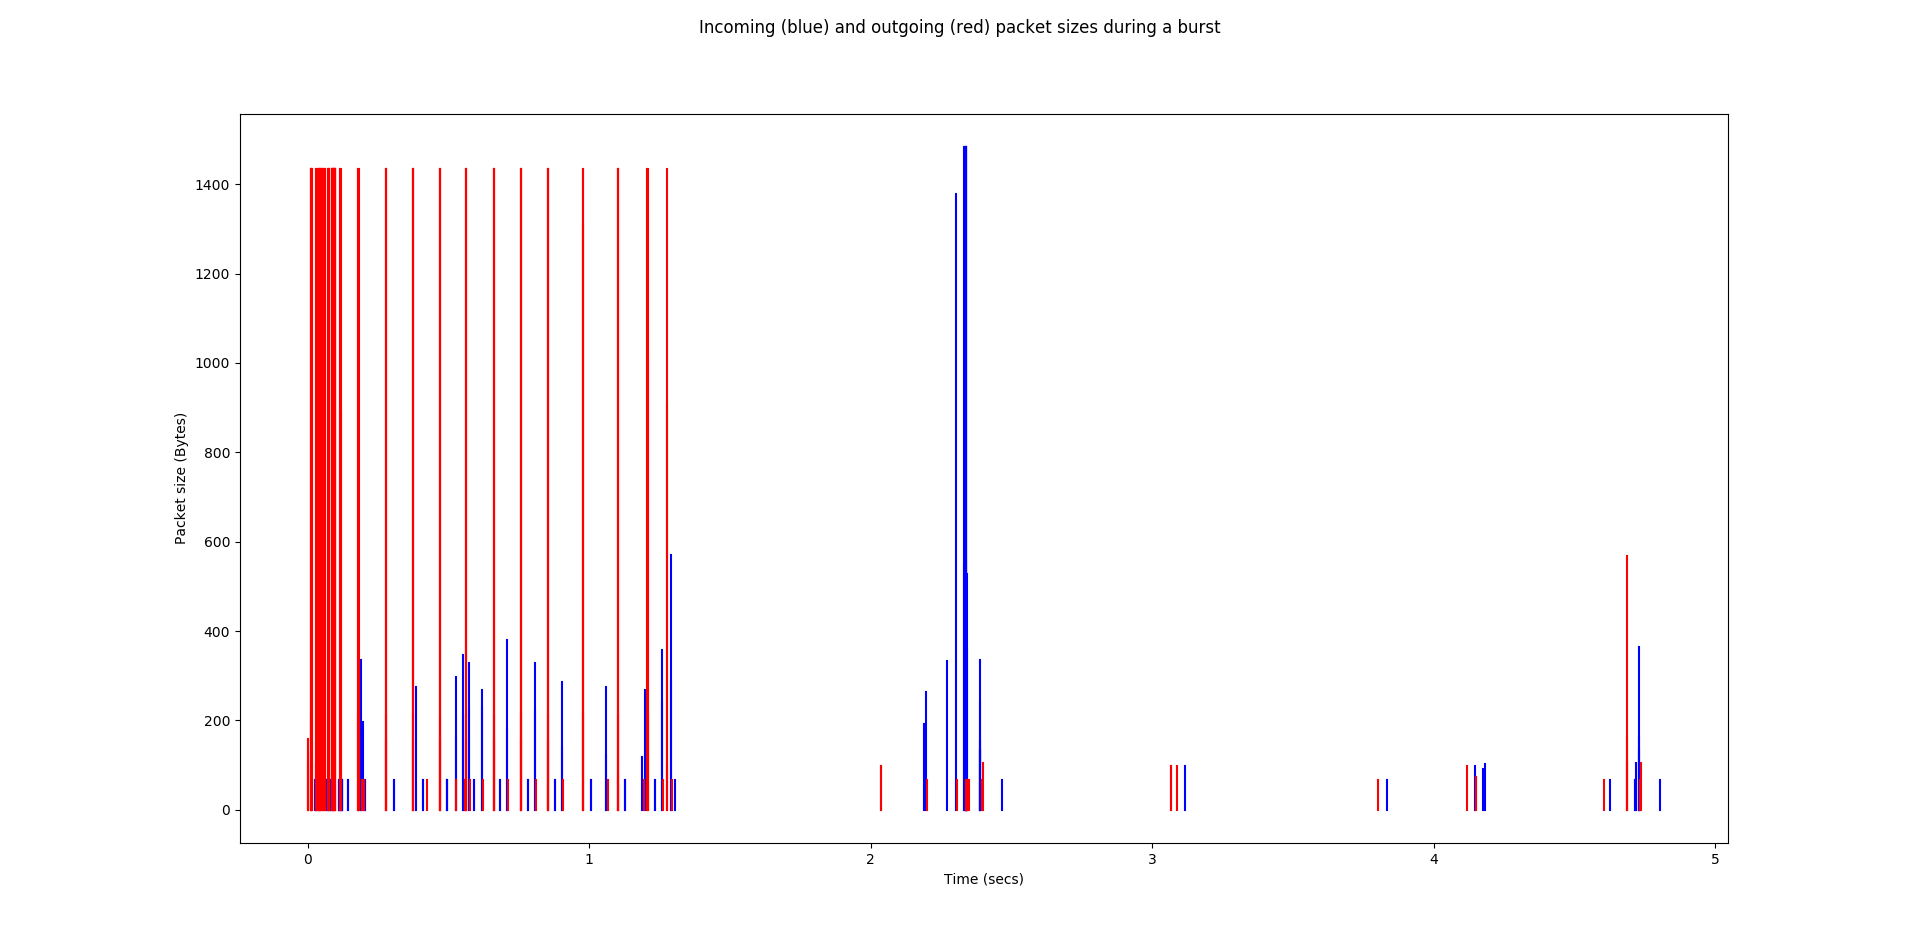 Incoming (blue) and outgoing (red) packet sizes during a burst
1400
1200
1000
800
600
400
200
0
Packet size (Bytes)
0 1 2 3 4 5
Time (secs)